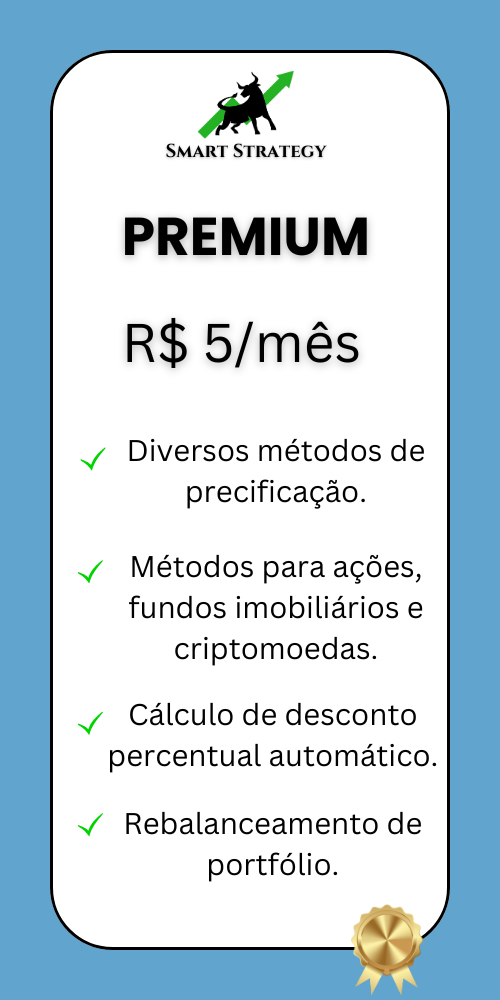 Smart Strategy
PREMIUM
R$ 5/mês
Diversos métodos de
precificação.
Métodos para ações,
fundos imobiliários e
criptomoedas.
Cálculo de desconto
percentual automático.
Rebalanceamento de
portfólio.